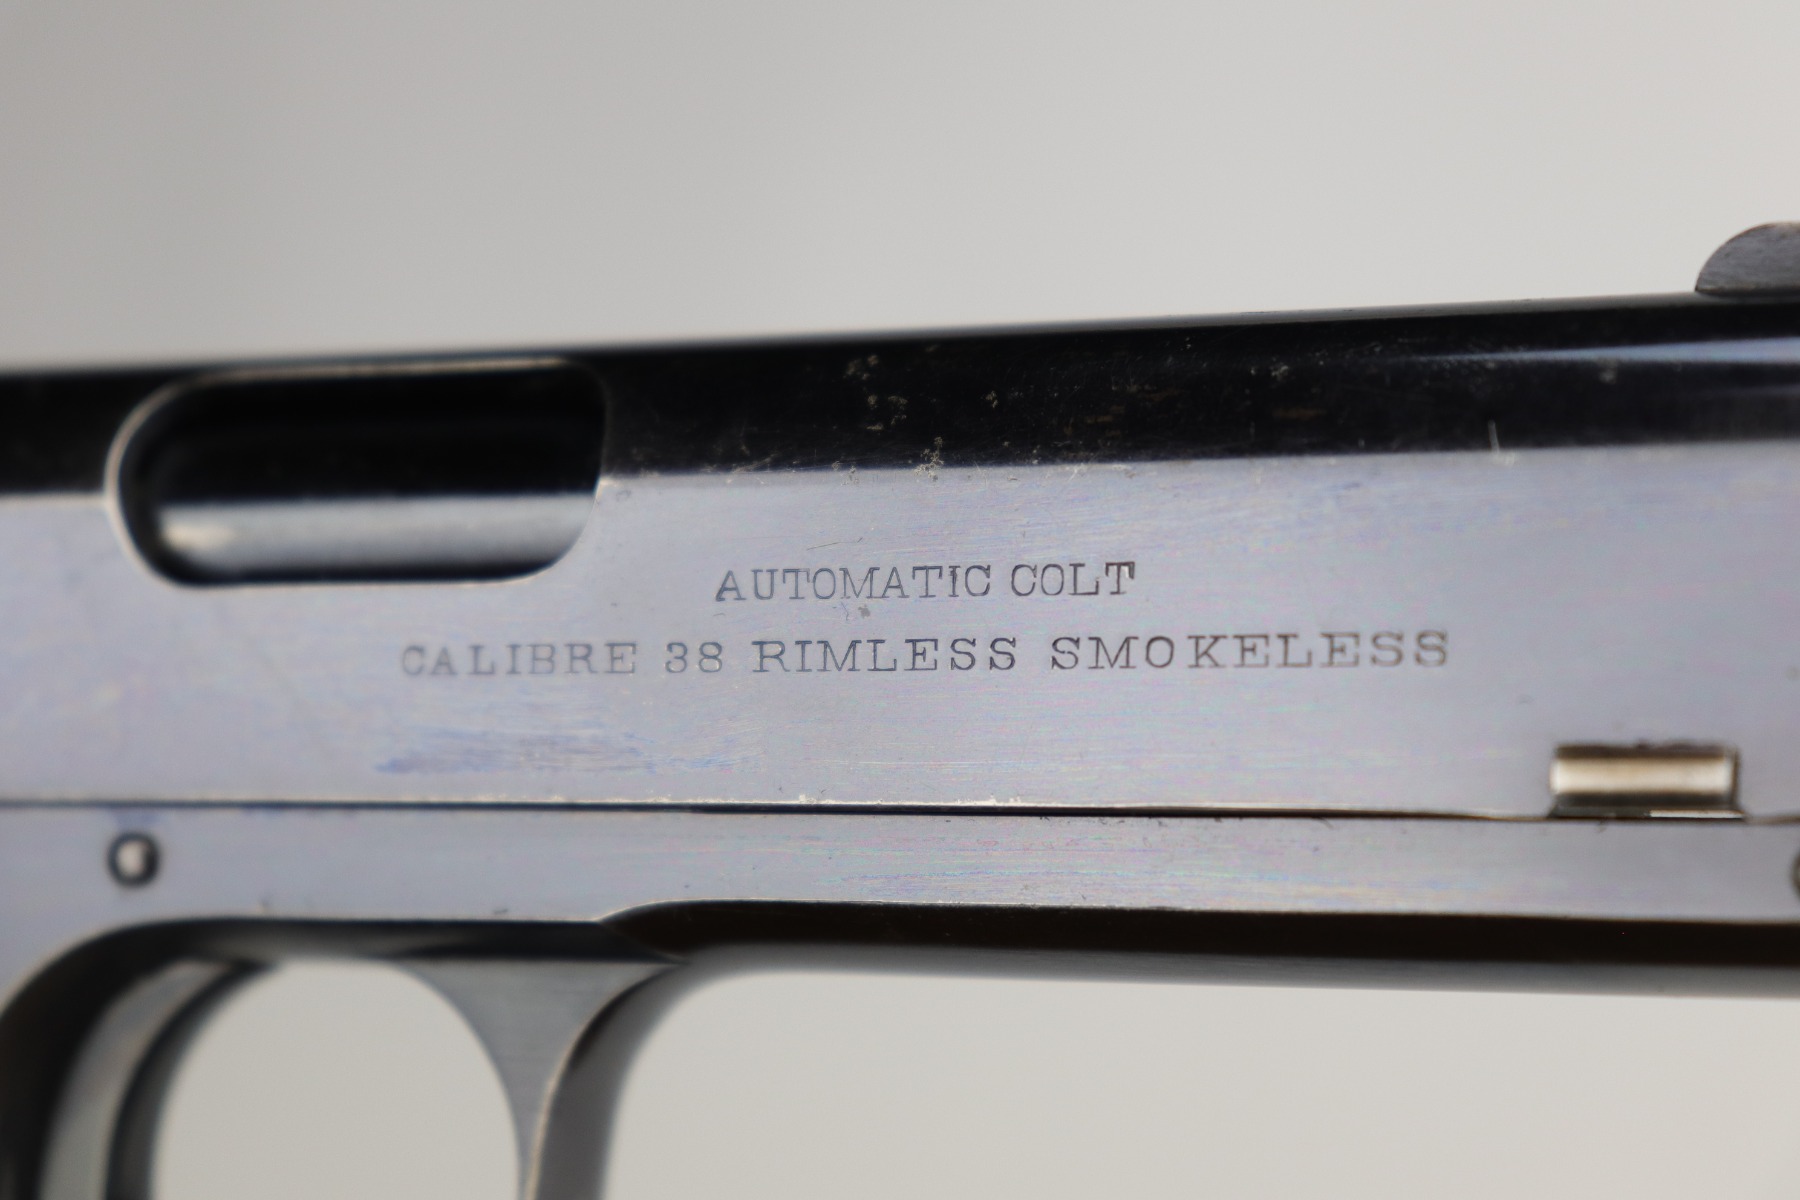 AUTOMATIC COLT
CALIBRE 38 RIMLESS SMOKELESS